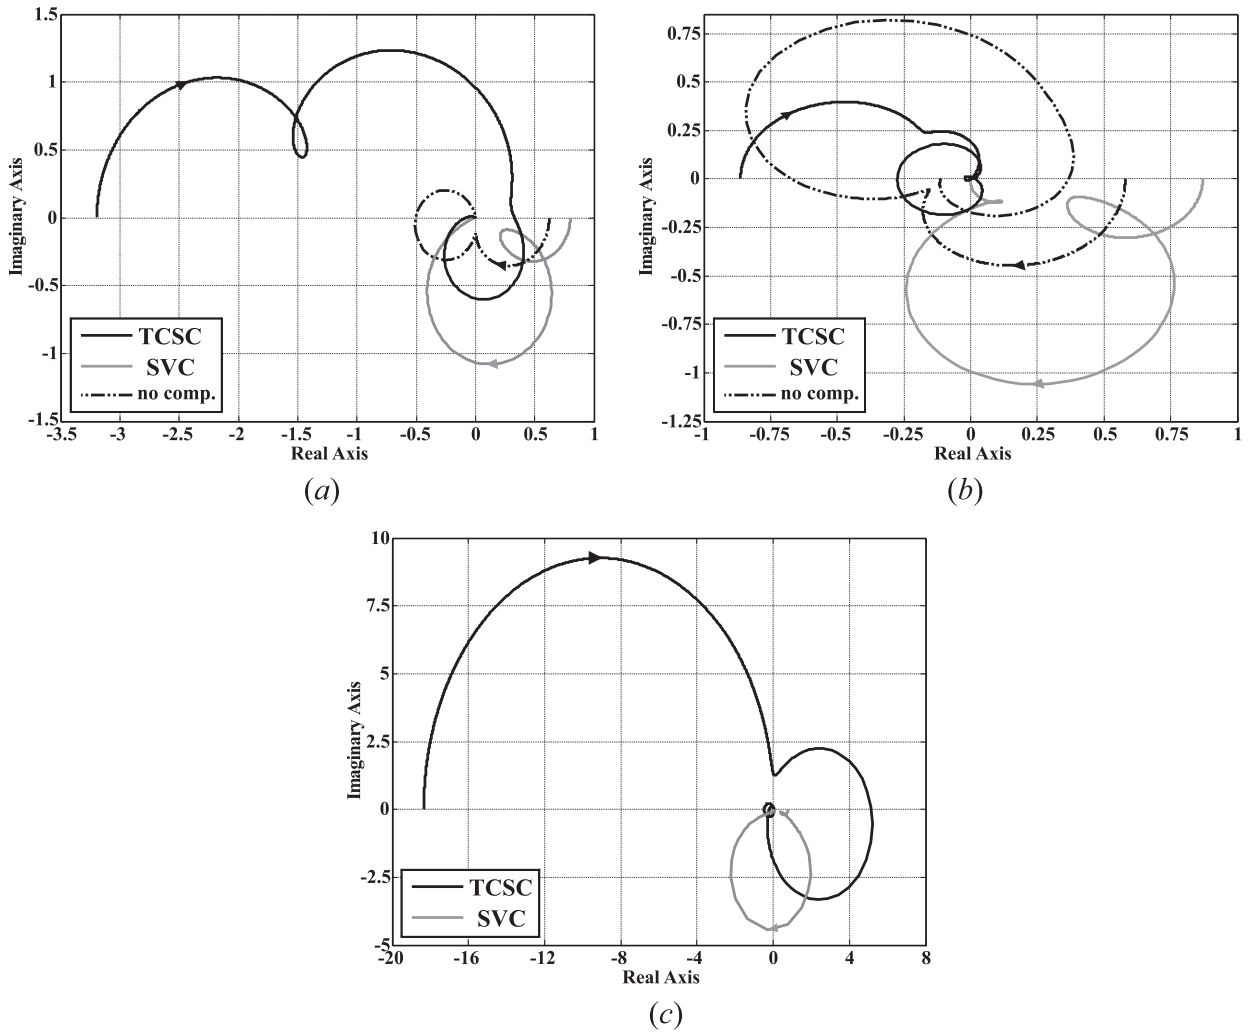 1.5
1
0.5
0
-0.5
-1
-1.5
Imaginary Axis
TCSC
SVC
no comp.
-3.5 -3 -2.5 -2 -1.5 -1 -0.5 0 0.5 1
Real Axis
(a)
0.75
0.5
0.25
0
-0.25
-0.5
-0.75
-1
-1.25
Imaginary Axis
TCSC
SVC
no comp.
-1 -0.75 -0.5 -0.25 0 0.25 0.5 0.75 1
Real Axis
(b)
10
7.5
5
2.5
0
-2.5
-5
Imaginary Axis
TCSC
SVC
-20 -16 -12 -8 -4 0 4 8
Real Axis
(c)